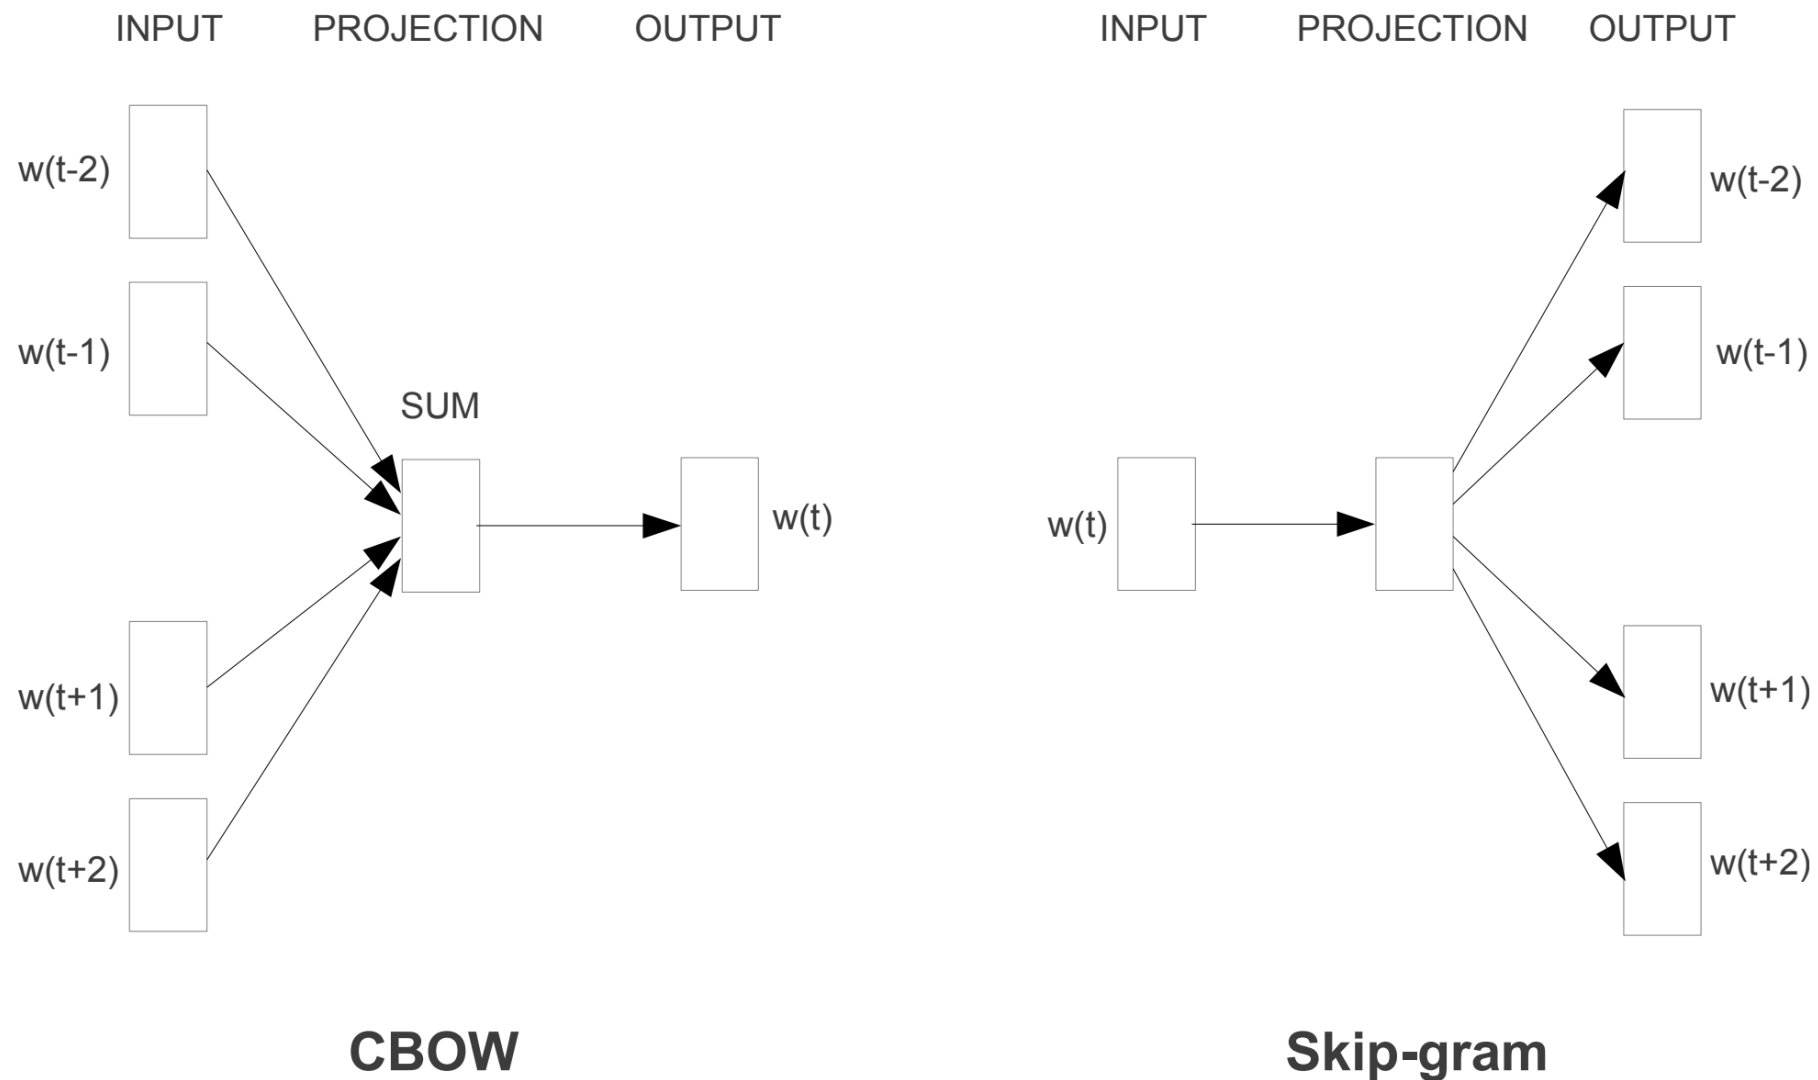 INPUT PROJECTION OUTPUT
w(t-2)
w(t-1)
SUM
w(t)
w(t+1)
w(t+2)
CBOW
INPUT PROJECTION OUTPUT
w(t-2)
w(t-1)
w(t)
w(t+1)
w(t+2)
Skip-gram